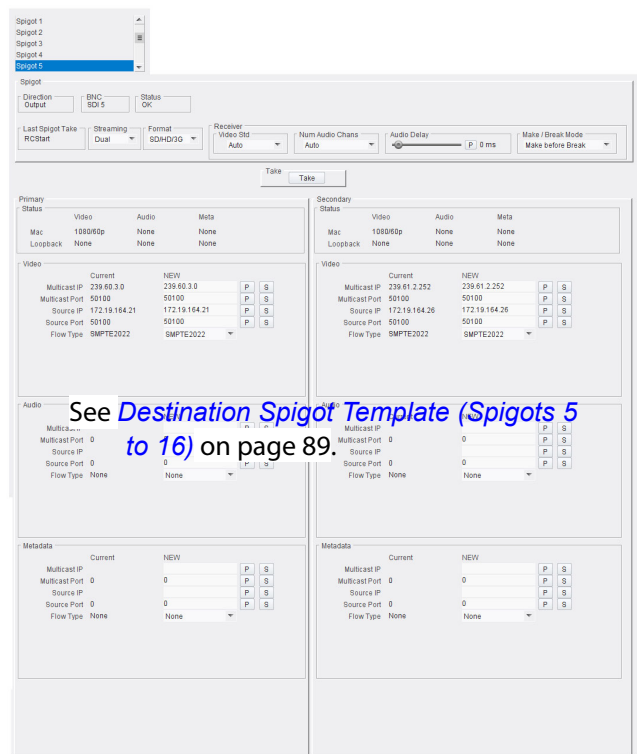 Spigot 1
Spigot 2
Spigot 3
Spigot 4
Spigot 5
Spigot
Direction BNC Status
Output SDI 5 OK
Last Spigot Take Streaming Format Receiver
RCStart Dual SD/HD/3G
Video Std Num Audio Chans Audio Delay Make / Break Mode
Auto Auto P 0 ms Make before Break
Take Take
Primary
Status
Video Audio Meta
Mac 1080/60p None None
Loopback None None None
Video
Current NEW
Multicast IP 239.60.3.0 239.60.3.0 P S
Multicast Port 50100 50100 P S
Source IP 172.19.164.21 172.19.164.21 P S
Source Port 50100 50100 P S
Flow Type SMPTE2022 SMPTE2022
Audio
Multicast Port 0 P S
Source IP P S
Source Port 0 0 P S
Flow Type None None
Metadata
Current NEW
Multicast IP P S
Multicast Port 0 0 P S
Source IP P S
Source Port 0 0 P S
Flow Type None None
Secondary
Status
Video Audio Meta
Mac 1080/60p None None
Loopback None None None
Video
Current NEW
Multicast IP 239.61.2.252 239.61.2.252 P S
Multicast Port 50100 50100 P S
Source IP 172.19.164.26 172.19.164.26 P S
Source Port 50100 50100 P S
Flow Type SMPTE2022 SMPTE2022
Multicast IP P S
Multicast Port 0 0 P S
Source IP P S
Source Port 0 0 P S
Flow Type None None
Metadata
Current NEW
Multicast IP P S
Multicast Port 0 0 P S
Source IP P S
Source Port 0 0 P S
Flow Type None None
See Destination Spigot Template (Spigots 5
to 16) on page 89.